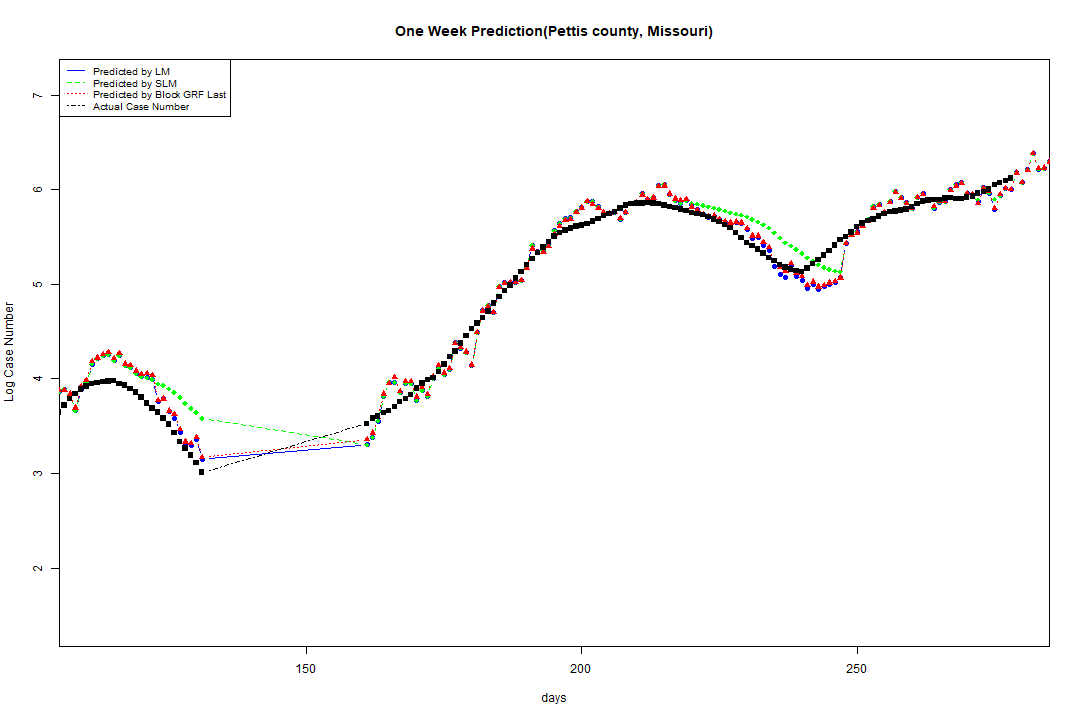 One Week Prediction(Pettis county, Missouri)
Predicted by LM
Predicted by SLM
Predicted by Block GRF Last
Actual Case Number
7
6
5
4
3
2
Log Case Number
150
200
250
days